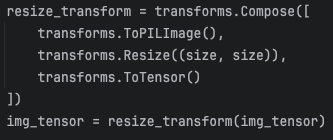 resize_transform = transforms.Compose([
    transforms.ToPILImage(),
    transforms.Resize((size, size)),
    transforms.ToTensor()
])
img_tensor = resize_transform(img_tensor)